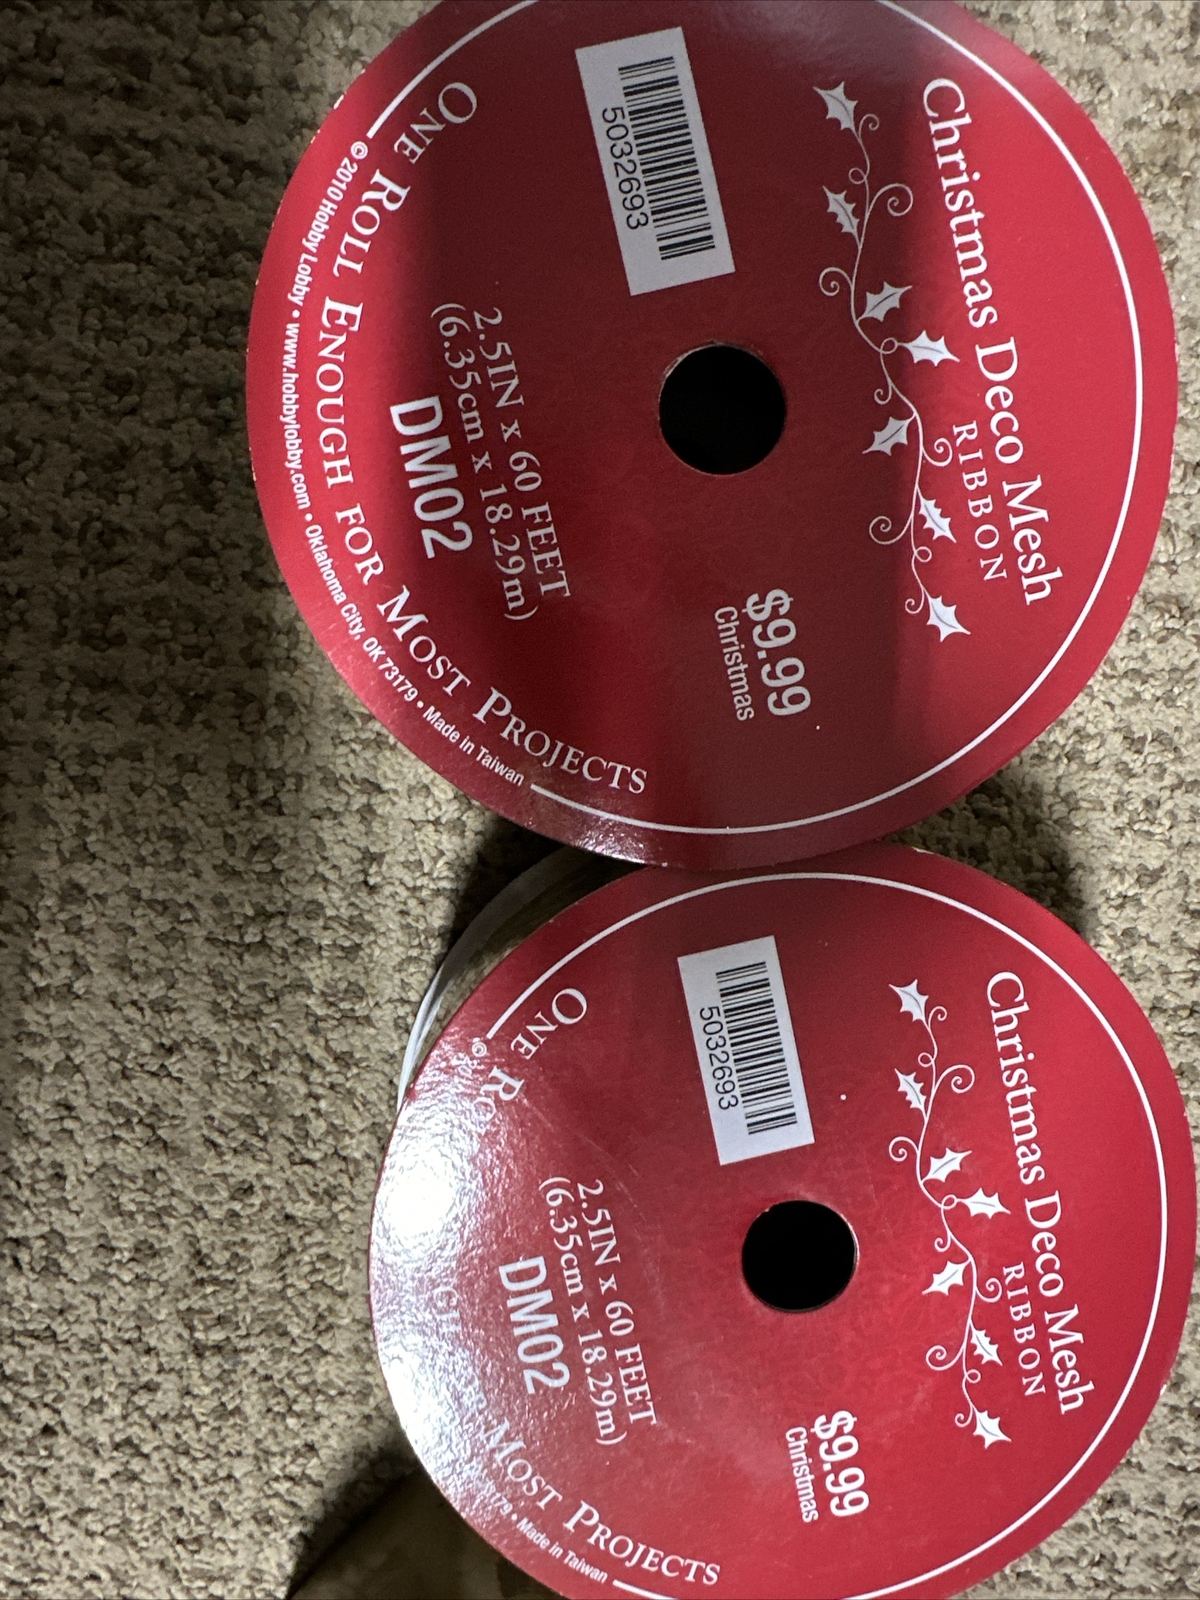 Christmas Deco Mesh
RIBBON
5032693
$9.99
Christmas
2.5IN x 60 FEET
(6.35cm x 18.29m)
DM02
ONE ROLL ENOUGH FOR MOST PROJECTS
© 2010 Hobby Lobby • www.hobbylobby.com • Oklahoma City, OK 73179 • Made in Taiwan
Christmas Deco Mesh
RIBBON
5032693
$9.99
Christmas
2.5IN x 60 FEET
(6.35cm x 18.29m)
DM02
ONE MOST PROJECTS
• Made in Taiwan